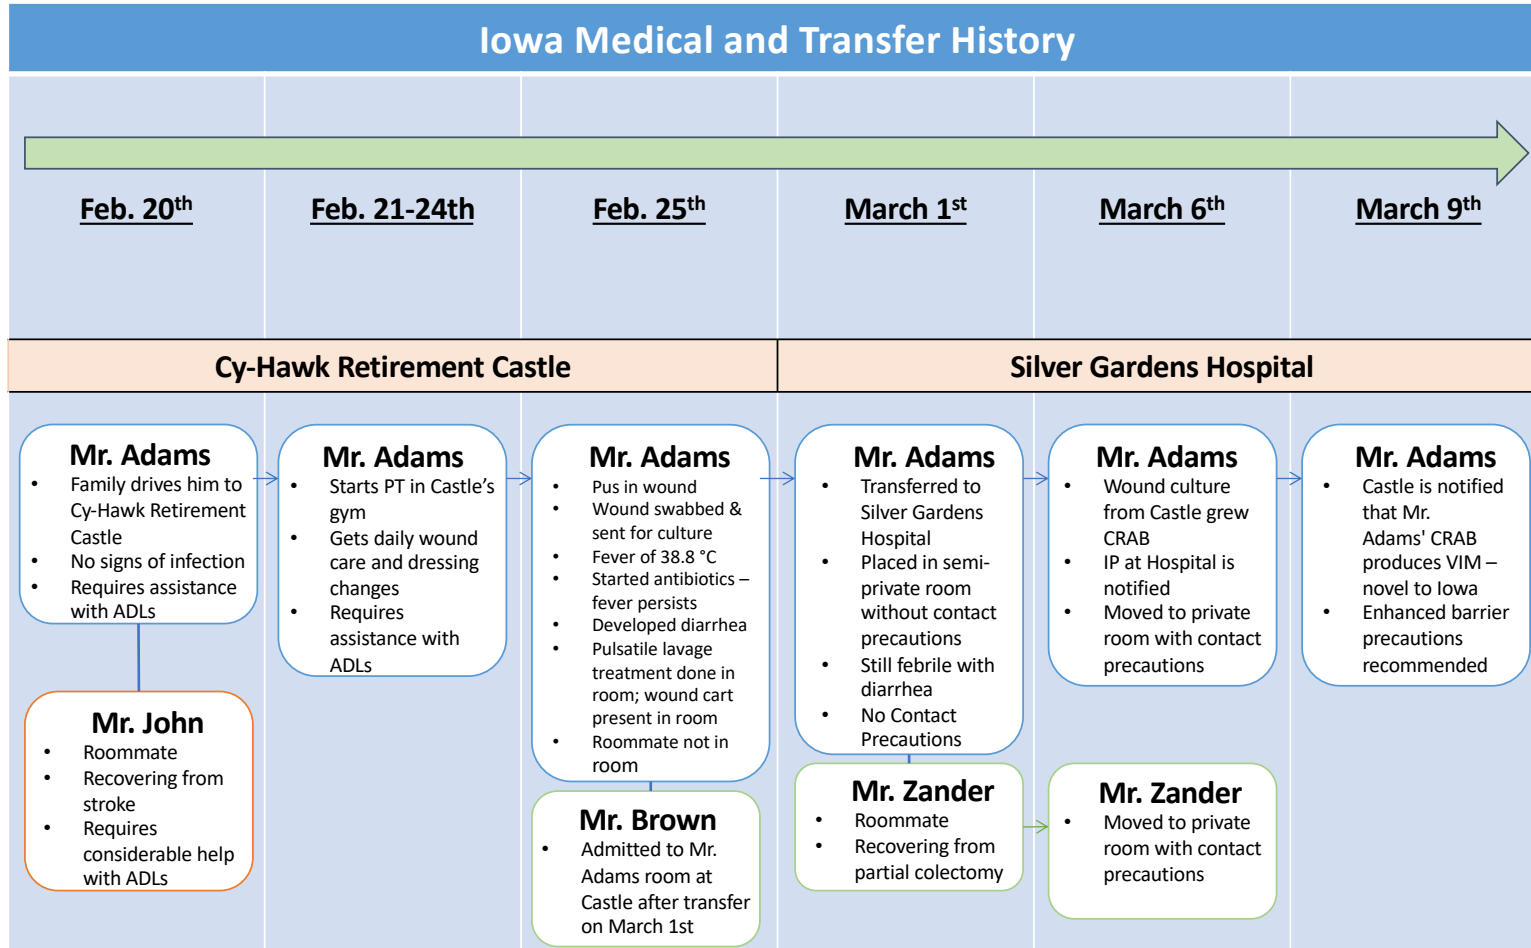 Iowa Medical and Transfer History
Feb. 20th
Feb. 21-24th
Feb. 25th
March 1st
March 6th
March 9th
Cy-Hawk Retirement Castle
Silver Gardens Hospital
Mr. Adams
• Family drives him to
Cy-Hawk Retirement
Castle
• No signs of infection
• Requires assistance
with ADLs
Mr. John
• Roommate
• Recovering from
stroke
• Requires
considerable help
with ADLs
Mr. Adams
• Starts PT in Castle's
gym
• Gets daily wound
care and dressing
changes
• Requires
assistance with
ADLs
Mr. Adams
• Pus in wound
• Wound swabbed &
sent for culture
• Fever of 38.8 °C
• Started antibiotics –
fever persists
• Developed diarrhea
• Pulsatile lavage
treatment done in
room; wound cart
present in room
• Roommate not in
room
Mr. Brown
• Admitted to Mr.
Adams room at
Castle after transfer
on March 1st
Mr. Adams
• Transferred to
Silver Gardens
Hospital
• Placed in semi-
private room
without contact
precautions
• Still febrile with
diarrhea
• No Contact
Precautions
Mr. Zander
• Roommate
• Recovering from
partial colectomy
Mr. Adams
• Wound culture
from Castle grew
CRAB
• IP at Hospital is
notified
• Moved to private
room with contact
precautions
Mr. Zander
• Moved to private
room with contact
precautions
Mr. Adams
• Castle is notified
that Mr.
Adams' CRAB
produces VIM –
novel to Iowa
• Enhanced barrier
precautions
recommended